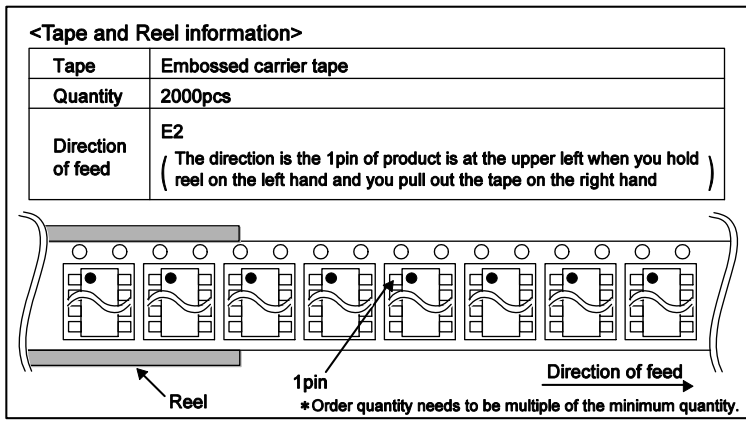 <Tape and Reel information>
Tape Embossed carrier tape
Quantity 2000pcs
Direction of feed
E2
( The direction is the 1pin of product is at the upper left when you hold
reel on the left hand and you pull out the tape on the right hand )
1pin
Reel
Direction of feed
*Order quantity needs to be multiple of the minimum quantity.